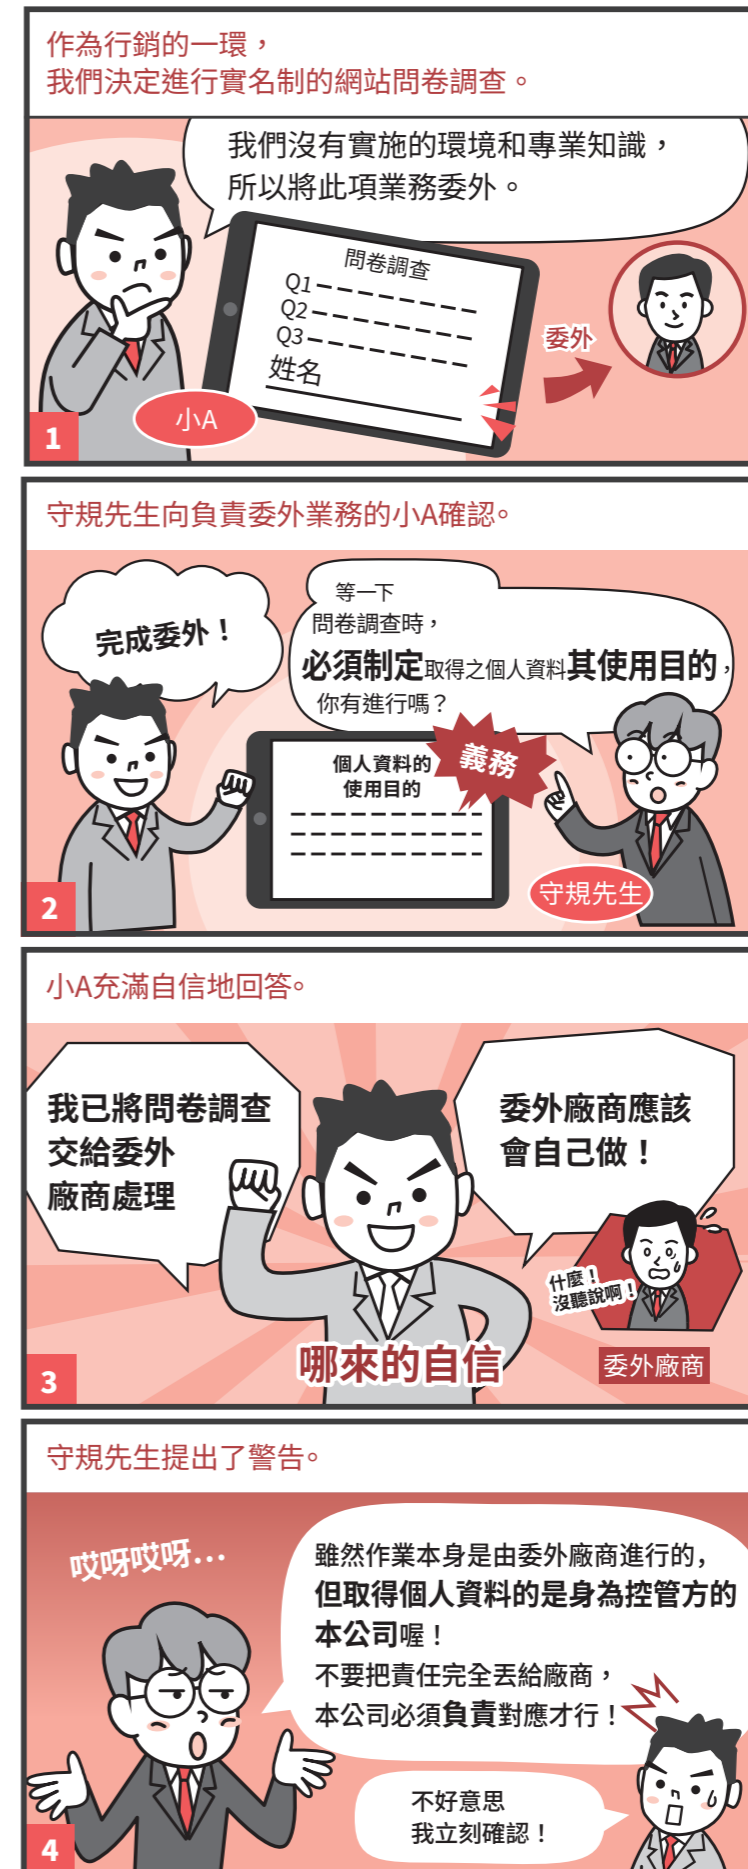 作為行銷的一環，
我們決定進行實名制的網站問卷調查。
我們沒有實施的環境和專業知識，
所以將此項業務委外。
問卷調查
Q1
Q2
Q3
姓名
委外
小A
1
守規先生向負責委外業務的小A確認。
完成委外！
等一下
問卷調查時，
必須制定取得之個人資料其使用目的，
你有進行嗎？
義務
個人資料的
使用目的
守規先生
2
小A充滿自信地回答。
我已將問卷調查
交給委外
廠商處理
委外廠商應該
會自己做！
什麼！
沒聽說啊！
哪來的自信
委外廠商
3
守規先生提出了警告。
哎呀哎呀…
雖然作業本身是由委外廠商進行的，
但取得個人資料的是身為控管方的
本公司喔！
不要把責任完全丟給廠商，
本公司必須負責對應才行！
不好意思
我立刻確認！
4